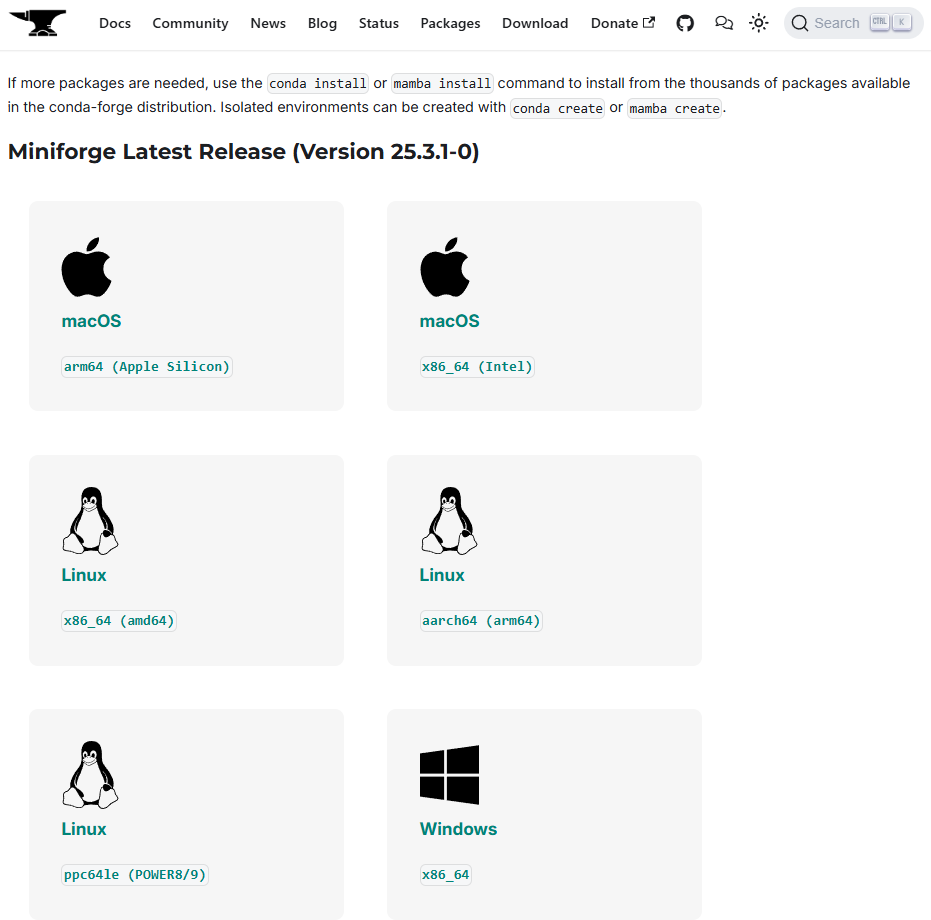 Docs Community News Blog Status Packages Download Donate Search CTRL K
If more packages are needed, use the conda install or mamba install command to install from the thousands of packages available
in the conda-forge distribution. Isolated environments can be created with conda create or mamba create.
Miniforge Latest Release (Version 25.3.1-0)
macOS
arm64 (Apple Silicon)
macOS
x86_64 (Intel)
Linux
x86_64 (amd64)
Linux
aarch64 (arm64)
Linux
ppc64le (POWER8/9)
Windows
x86_64